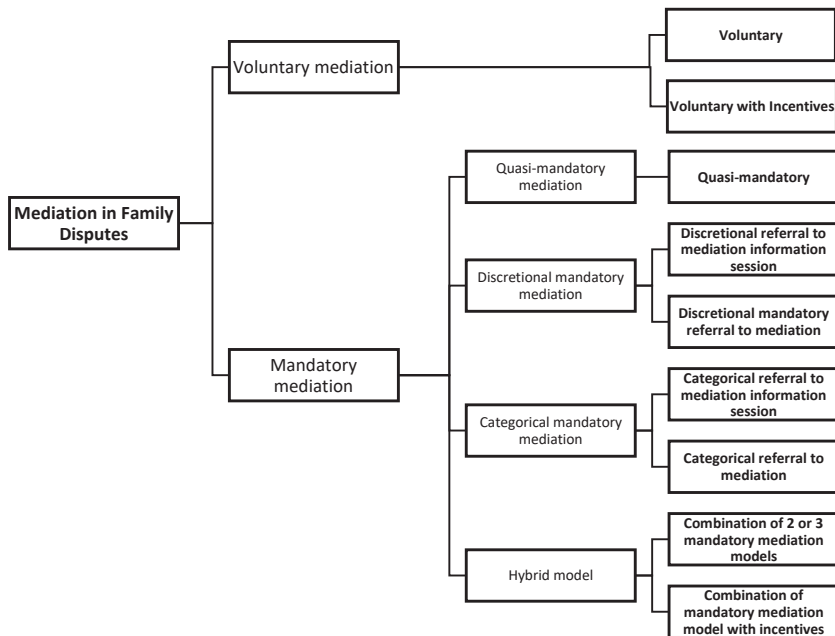 Mediation in Family
Disputes
Voluntary mediation
Voluntary
Voluntary with Incentives
Mandatory
mediation
Quasi-mandatory
mediation
Quasi-mandatory
Discretional mandatory
mediation
Discretional referral to
mediation information
session
Discretional mandatory
referral to mediation
Categorical mandatory
mediation
Categorical referral to
mediation information
session
Categorical referral to
mediation
Hybrid model
Combination of 2 or 3
mandatory mediation
models
Combination of
mandatory mediation
model with incentives